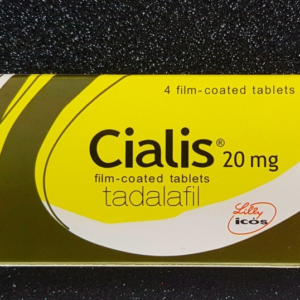 4 film-coated tablets
Cialis® 20 mg
film-coated tablets
tadalafil
Lilly
icos